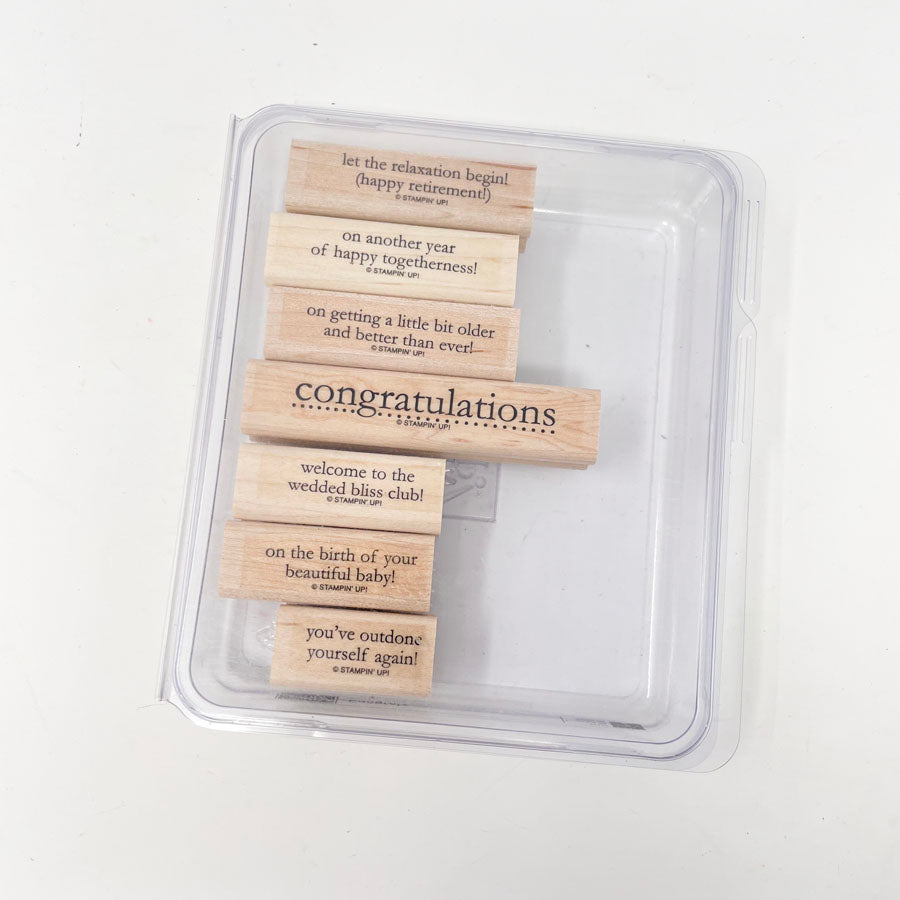 let the relaxation begin!
(happy retirement!)
© STAMPIN' UP!
on another year
of happy togetherness!
© STAMPIN' UP!
on getting a little bit older
and better than ever!
© STAMPIN' UP!
congratulations
© STAMPIN' UP!
welcome to the
wedded bliss club!
© STAMPIN' UP!
on the birth of your
beautiful baby!
© STAMPIN' UP!
you've outdone
yourself again!
© STAMPIN' UP!